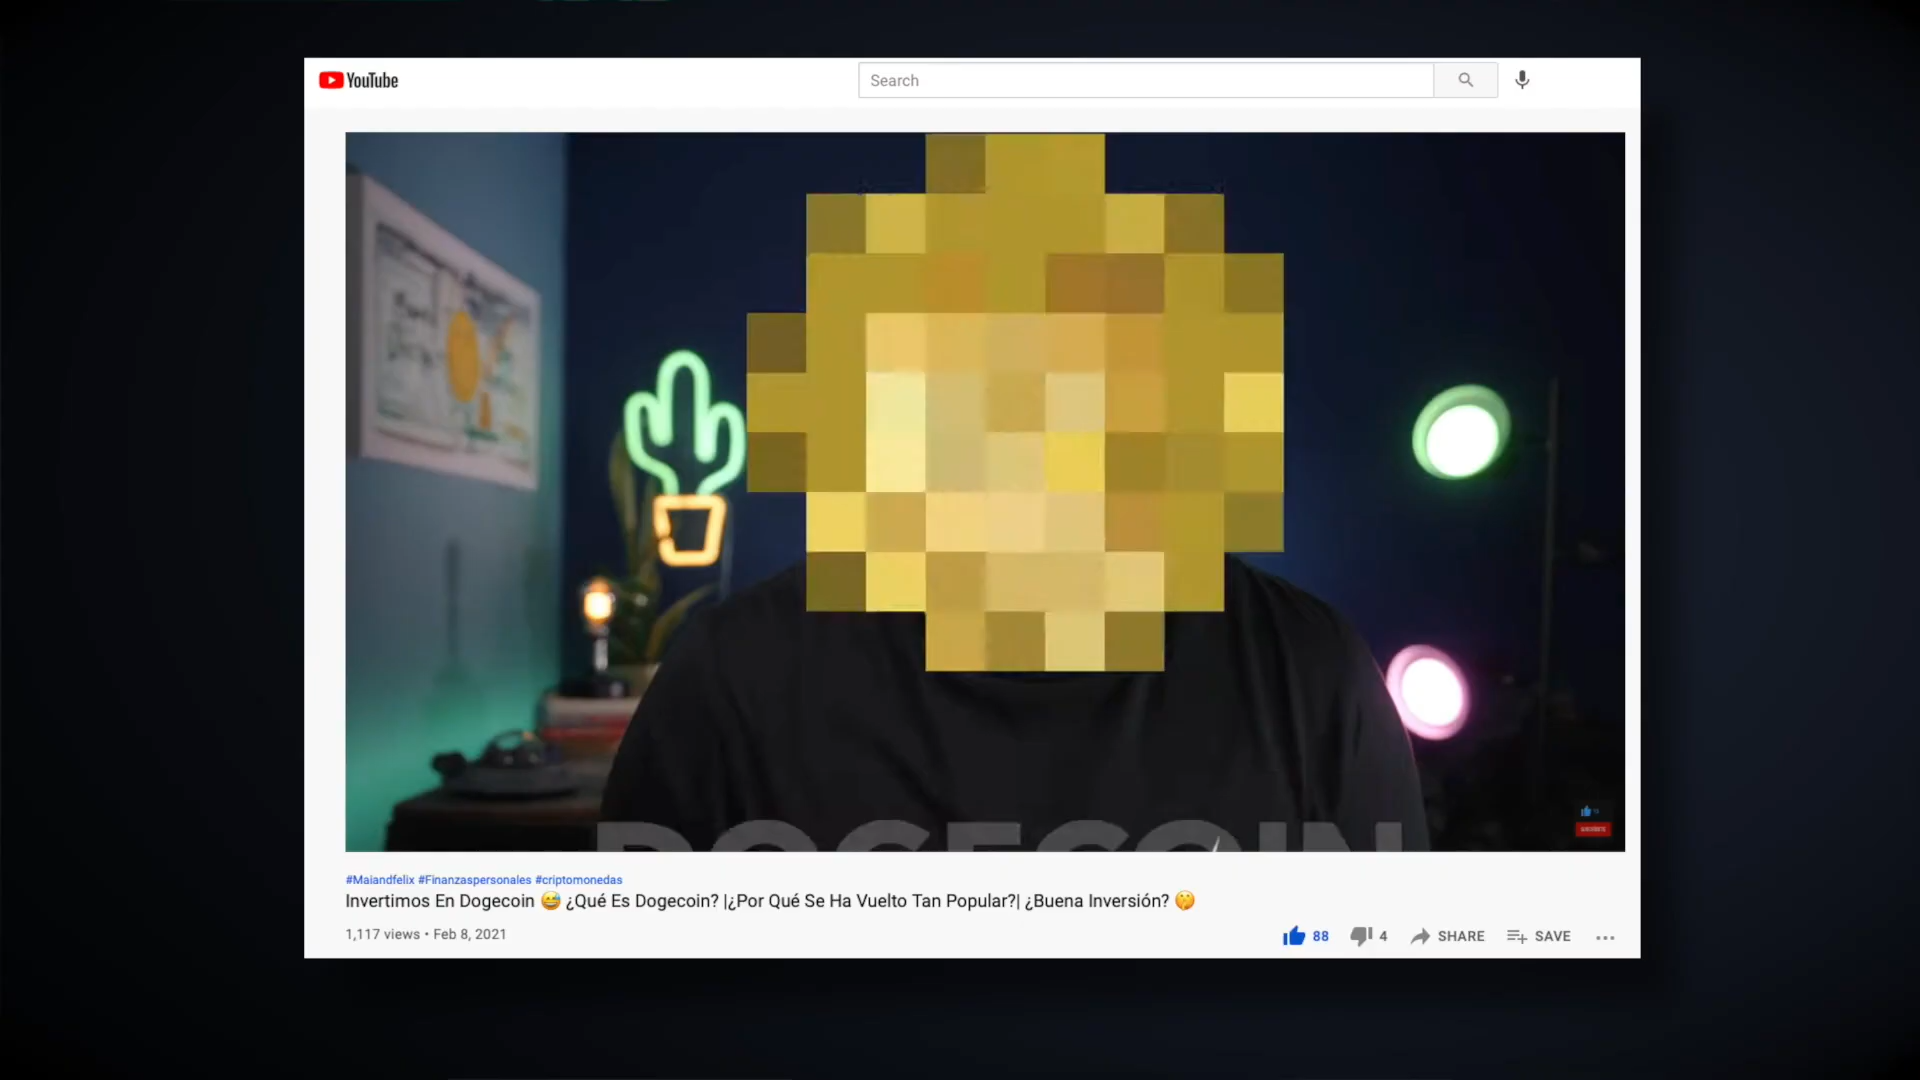 YouTube
Search
DOGECOIN
#Maiandfelix #Finanzaspersonales #criptomonedas
Invertimos En Dogecoin 😅 ¿Qué Es Dogecoin? |¿Por Qué Se Ha Vuelto Tan Popular?| ¿Buena Inversión? 🤭
1,117 views • Feb 8, 2021
88 4 SHARE SAVE